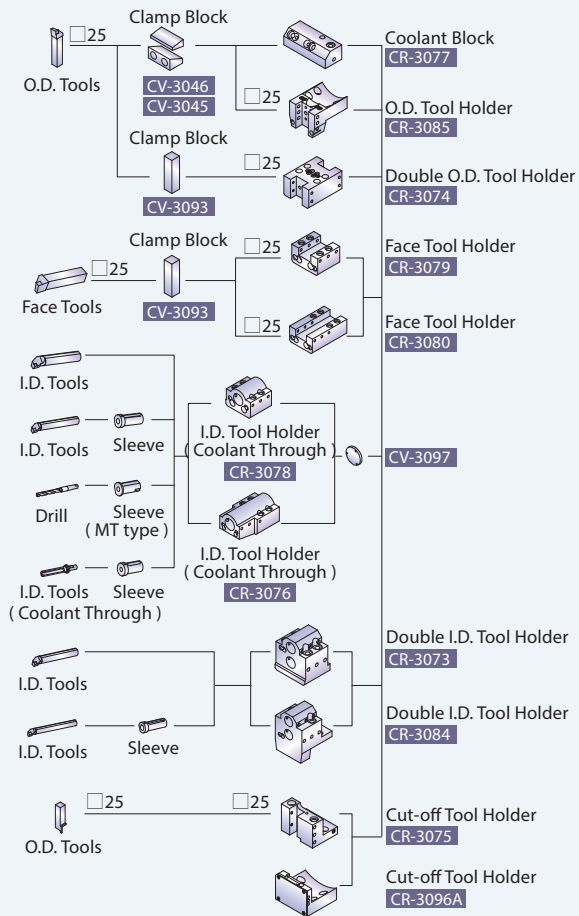 Clamp Block
□25
O.D. Tools
CV-3046
CV-3045
Coolant Block
CR-3077
□25
O.D. Tool Holder
CR-3085
Clamp Block
CV-3093
□25
Double O.D. Tool Holder
CR-3074
Clamp Block
□25
Face Tools
CV-3093
□25
Face Tool Holder
CR-3079
□25
Face Tool Holder
CR-3080
I.D. Tools
I.D. Tools
Sleeve
Drill
Sleeve
( MT type )
I.D. Tools
( Coolant Through )
Sleeve
I.D. Tool Holder
( Coolant Through )
CR-3078
I.D. Tool Holder
( Coolant Through )
CR-3076
CV-3097
I.D. Tools
I.D. Tools
Sleeve
Double I.D. Tool Holder
CR-3073
Double I.D. Tool Holder
CR-3084
□25
O.D. Tools
□25
Cut-off Tool Holder
CR-3075
Cut-off Tool Holder
CR-3096A